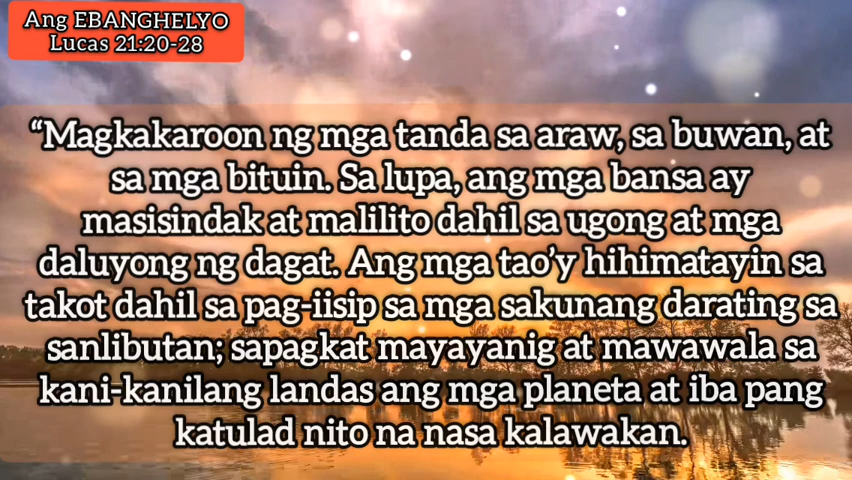 Ang EBANGHELYO
Lucas 21:20-28
“Magkakaroon ng mga tanda sa araw, sa buwan, at
sa mga bituin. Sa lupa, ang mga bansa ay
masisindak at malilito dahil sa ugong at mga
daluyong ng dagat. Ang mga tao’y hihimatayin sa
takot dahil sa pag-iisip sa mga sakunang darating sa
sanlibutan; sapagkat mayayanig at mawawala sa
kani-kanilang landas ang mga planeta at iba pang
katulad nito na nasa kalawakan.